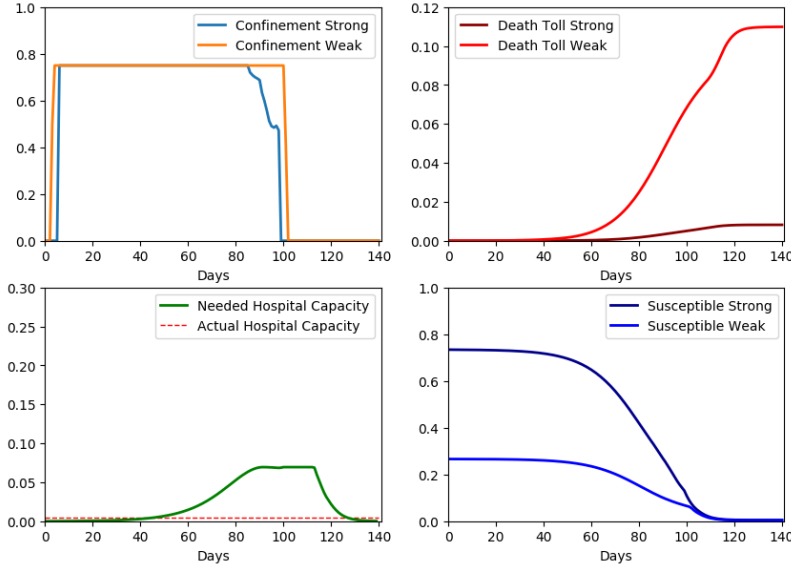 1.0
0.8
0.6
0.4
0.2
0.0
Confinement Strong
Confinement Weak
0 20 40 60 80 100 120 140
Days
0.12
0.10
0.08
0.06
0.04
0.02
0.00
Death Toll Strong
Death Toll Weak
0 20 40 60 80 100 120 140
Days
0.30
0.25
0.20
0.15
0.10
0.05
0.00
Needed Hospital Capacity
Actual Hospital Capacity
0 20 40 60 80 100 120 140
Days
1.0
0.8
0.6
0.4
0.2
0.0
Susceptible Strong
Susceptible Weak
0 20 40 60 80 100 120 140
Days